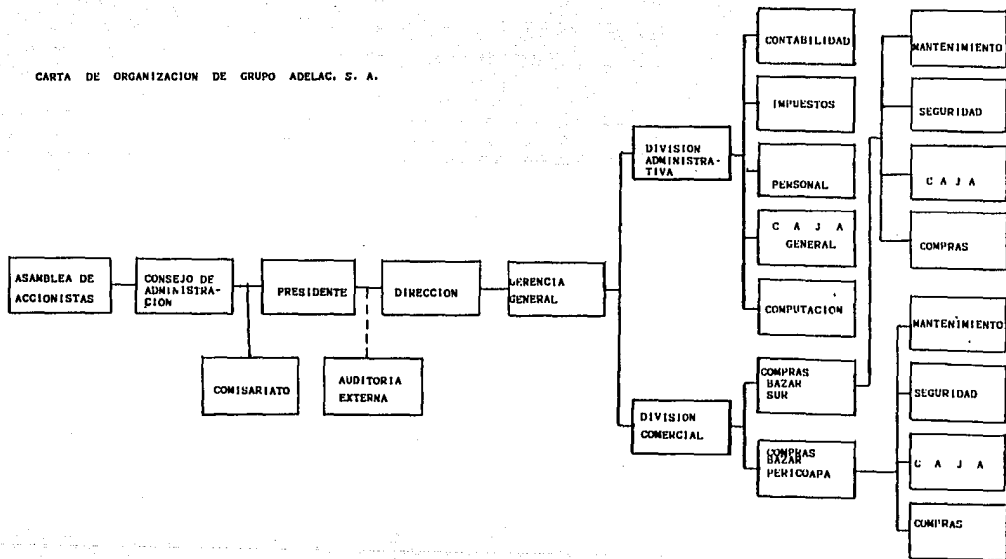 CARTA DE ORGANIZACION DE GRUPO ADELAC, S. A.
ASAMBLEA DE
ACCIONISTAS
CONSEJO DE
ADMINISTRA-
CION
COMISARIATO
PRESIDENTE
AUDITORIA
EXTERNA
DIRECCION
GERENCIA
GENERAL
DIVISION
ADMINISTRA-
TIVA
CONTABILIDAD
IMPUESTOS
PERSONAL
C A J A
GENERAL
COMPUTACION
DIVISION
COMERCIAL
COMPRAS
BAZAR
SUR
MANTENIMIENTO
SEGURIDAD
C A J A
COMPRAS
COMPRAS
BAZAR
PERICOAPA
MANTENIMIENTO
SEGURIDAD
C A J A
COMPRAS